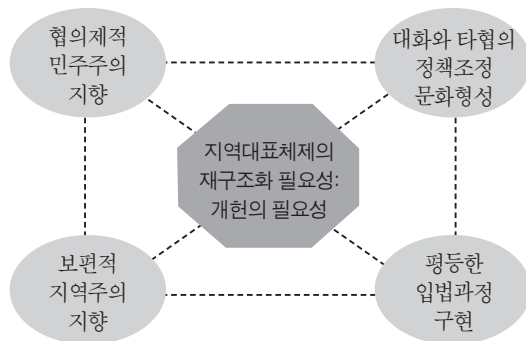 협의제적
민주주의
지향
대화와 타협의
정책조정
문화형성
지역대표체제의
재구조화 필요성:
개헌의 필요성
보편적
지역주의
지향
평등한
입법과정
구현